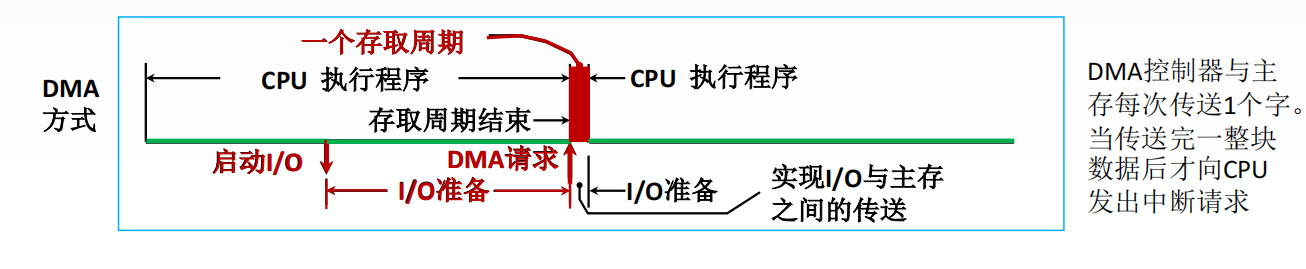 一个存取周期
DMA
方式
CPU 执行程序
CPU 执行程序
存取周期结束
启动I/O
DMA请求
I/O准备
I/O准备
实现I/O与主存
之间的传送
DMA控制器与主
存每次传送1个字。
当传送完一整块
数据后才向CPU
发出中断请求